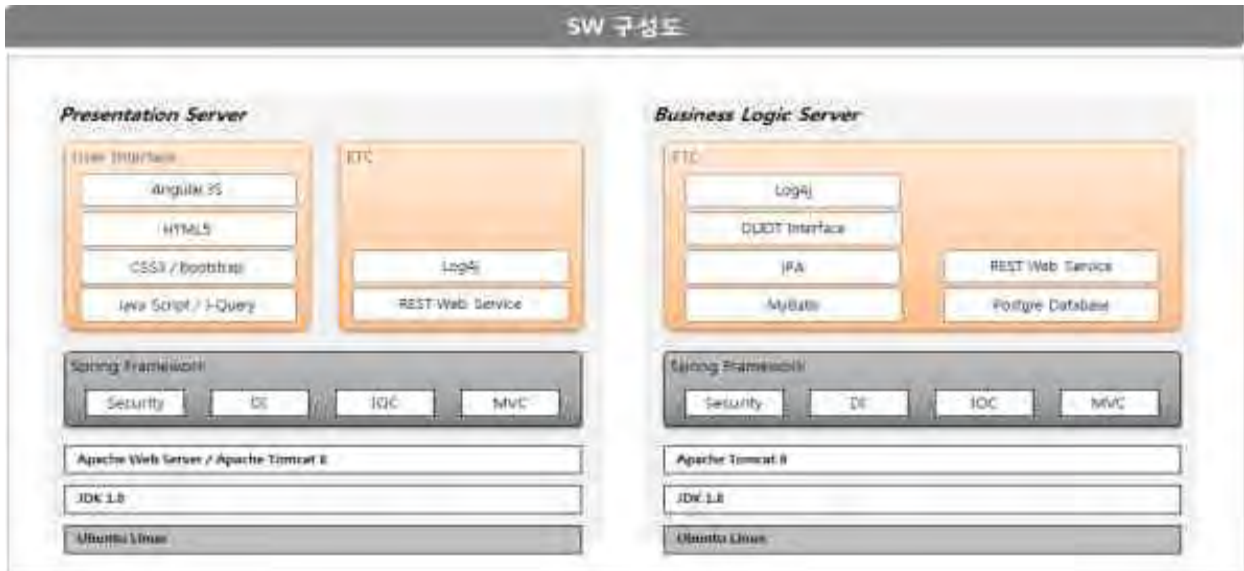 SW 구성도
Presentation Server
User Interface
Angular JS
HTML5
CSS3 / Bootstrap
Java Script / J-Query
ETC
Log4j
REST Web Service
Spring Framework
Security
DI
IOC
MVC
Apache Web Server / Apache Tomcat 8
JDK 1.8
Ubuntu Linux
Business Logic Server
ETC
Log4j
Interface
JPA
MyBatis
REST Web Service
Postgre Database
Spring Framework
Security
DI
IOC
MVC
Apache Tomcat 8
JDK 1.8
Ubuntu Linux